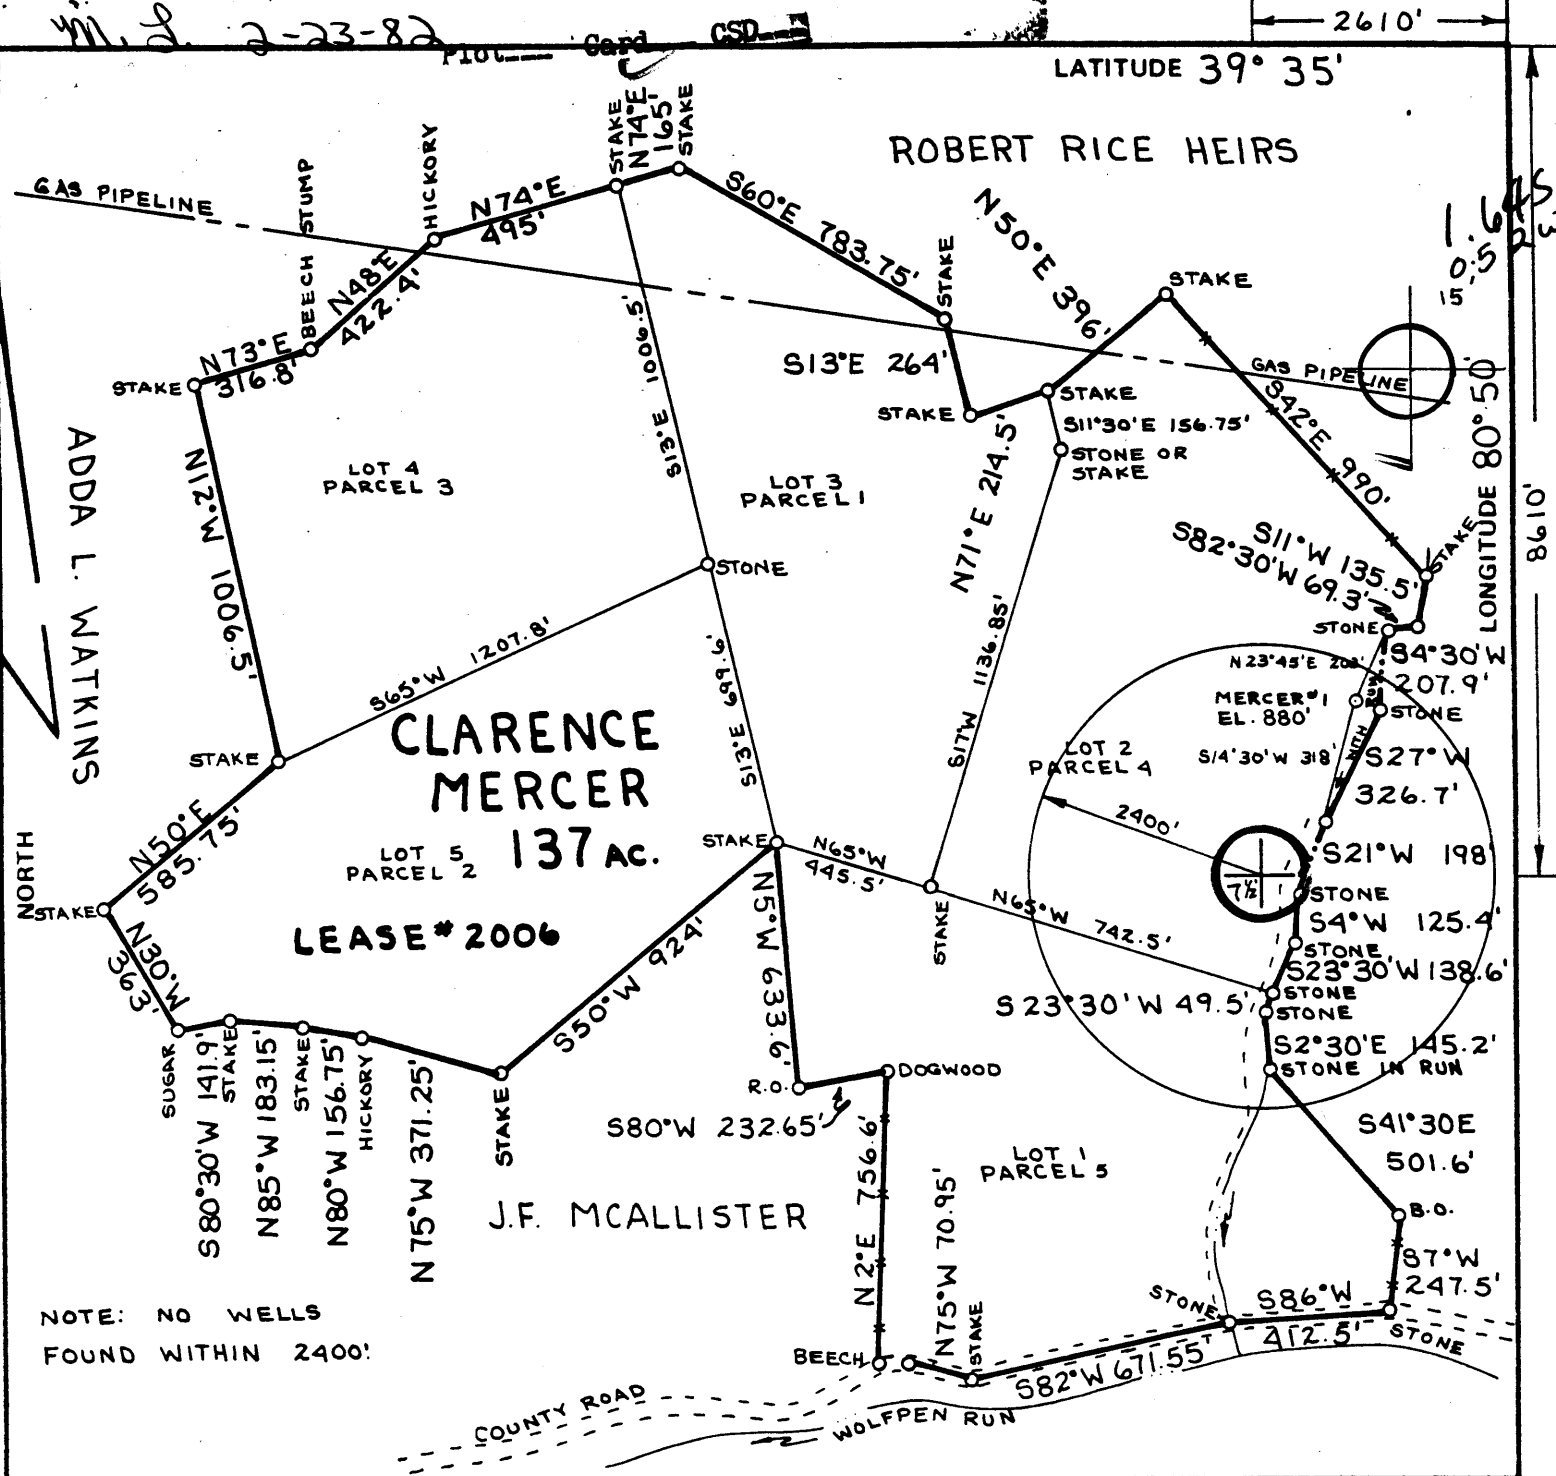 M. L. 2-23-82
Plot Card CSD
2610'
LATITUDE 39° 35'
ROBERT RICE HEIRS
GAS PIPELINE
BEECH STUMP
HICKORY
STAKE
N74°E
165'
STAKE
N74°E
495'
S60°E 783.75'
STAKE
N50°E 396'
STAKE
15'
N48°E
422.4'
N73°E
316.8'
STAKE
S13°E 1006.5'
S13°E 264'
STAKE
STAKE
GAS PIPELINE
S42°E 990'
LONGITUDE 80° 50'
8610'
S11°30'E 156.75'
STONE OR
STAKE
N71°E 214.5'
ADDA L. WATKINS
N12°W 1006.5'
LOT 4
PARCEL 3
LOT 3
PARCEL 1
STONE
S11°W 135.5'
S82°30'W 69.3'
STAKE
STONE
S65°W 1207.8'
S13°E 699.6'
1136.85'
S17°W
N23°45'E 203'
S4°30'W
207.9'
MERCER #1
EL. 880'
RUN
STONE
S14°30'W 318'
S27°W
326.7'
STAKE
CLARENCE
MERCER
137 AC.
LOT 2
PARCEL 4
2400'
N50°E
585.75'
LOT 5
PARCEL 2
STAKE
N65°W
445.5'
7½'
S21°W 198'
STONE
NORTH
STAKE
LEASE # 2006
STAKE
N65°W 742.5'
S4°W 125.4'
STONE
S23°30'W 138.6'
STONE
S23°30'W 49.5'
STONE
N30°W
363'
S50°W 924'
N5°W 633.6'
S2°30'E 145.2'
STONE IN RUN
SUGAR
S80°30'W 141.9'
STAKE
N85°W 183.15'
STAKE
N80°W 156.75'
HICKORY
N75°W 371.25'
STAKE
R.O.
DOGWOOD
S80°W 232.65'
S41°30E
501.6'
LOT 1
PARCEL 5
J.F. MCALLISTER
N2°E 756.6'
N75°W 70.95'
B.O.
S7°W
247.5'
STONE
S86°W
412.5'
STONE
NOTE: NO WELLS
FOUND WITHIN 2400'.
BEECH
STAKE
S82°W 671.55'
COUNTY ROAD
WOLFPEN RUN